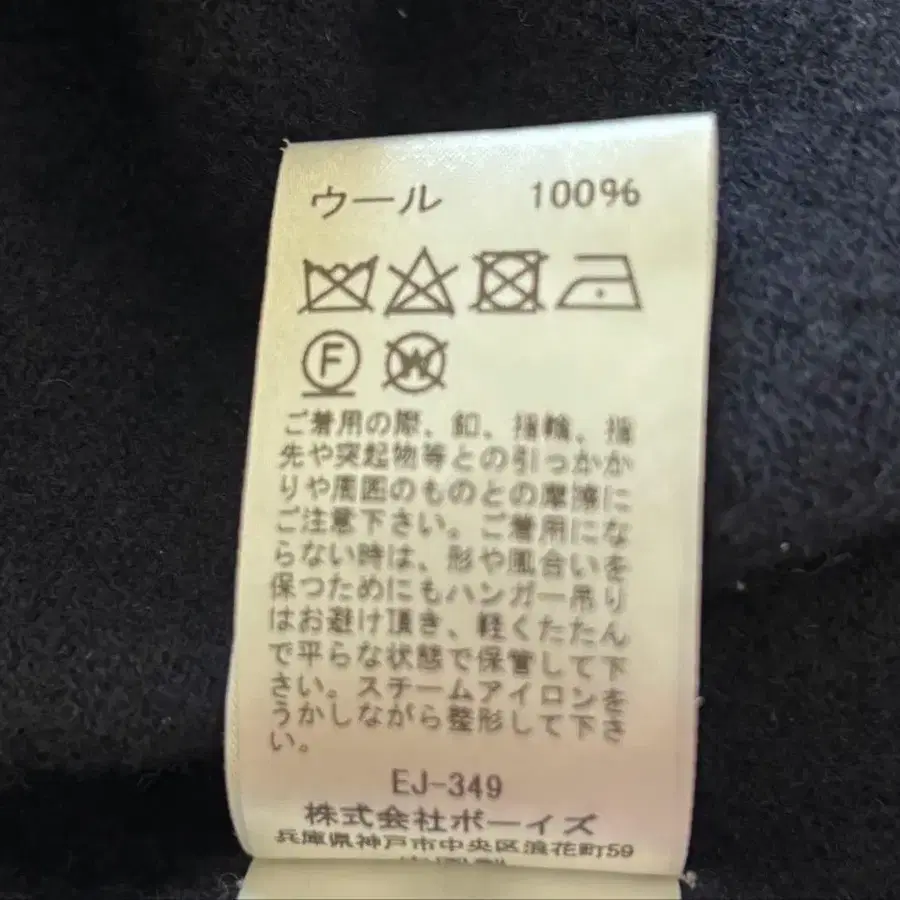 ウール 100%
F W
ご着用の際、釦、指輪、指
先や突起物等との引っかか
りや周囲のものとの摩擦に
ご注意下さい。ご着用にな
らない時は、形や風合いを
保つためにもハンガー吊り
はお避け頂き、軽くたたん
で平らな状態で保管して下
さい。スチームアイロンを
うかしながら整形して下さ
い。
EJ-349
株式会社ボーイズ
兵庫県神戸市中央区浪花町59